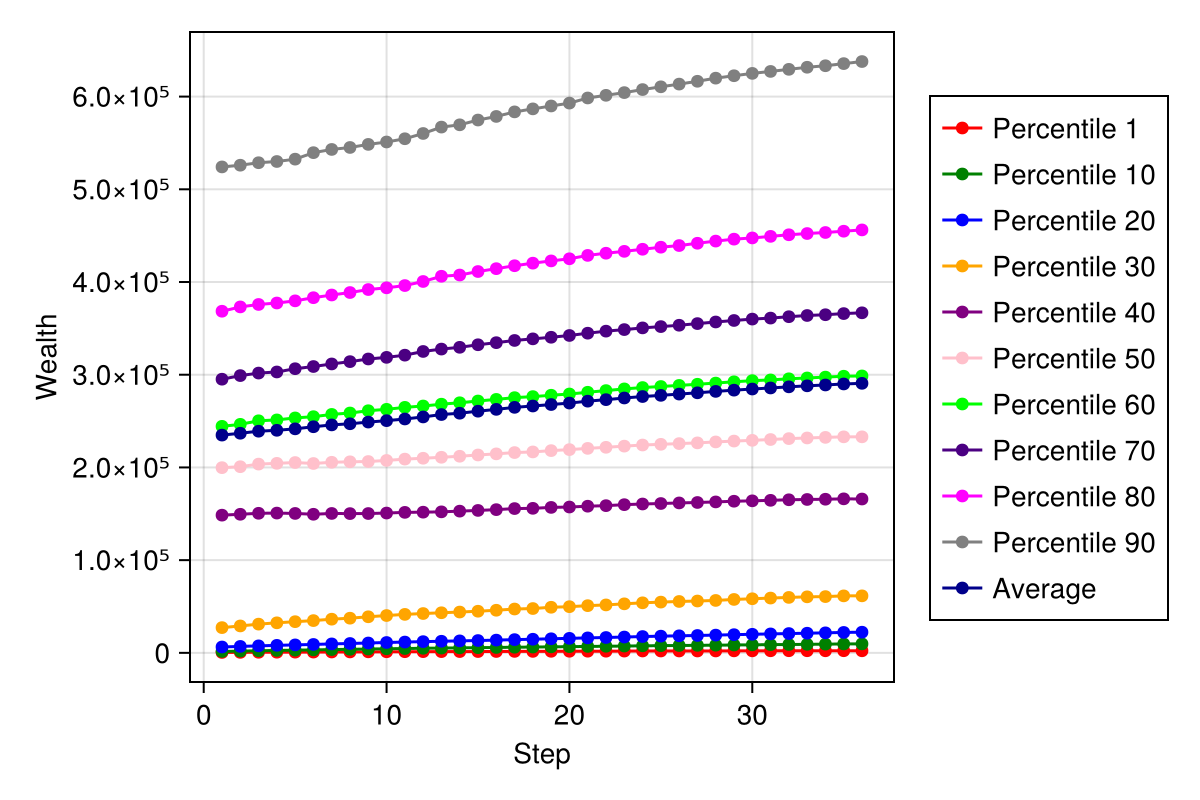 6.0×10⁵
5.0×10⁵
4.0×10⁵
3.0×10⁵
2.0×10⁵
1.0×10⁵
0
Wealth
0 10 20 30
Step
Percentile 1
Percentile 10
Percentile 20
Percentile 30
Percentile 40
Percentile 50
Percentile 60
Percentile 70
Percentile 80
Percentile 90
Average